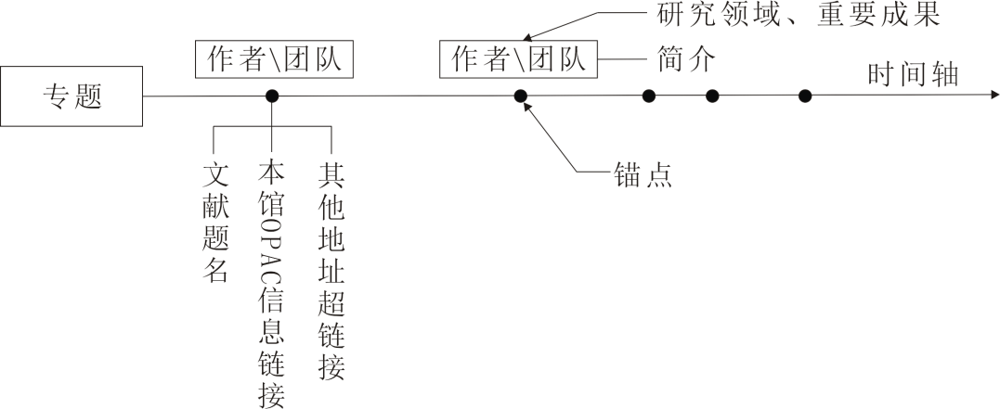 研究领域、重要成果
作者\团队
作者\团队
简介
时间轴
专题
锚点
文献题名
本馆OPAC信息链接
其他地址超链接